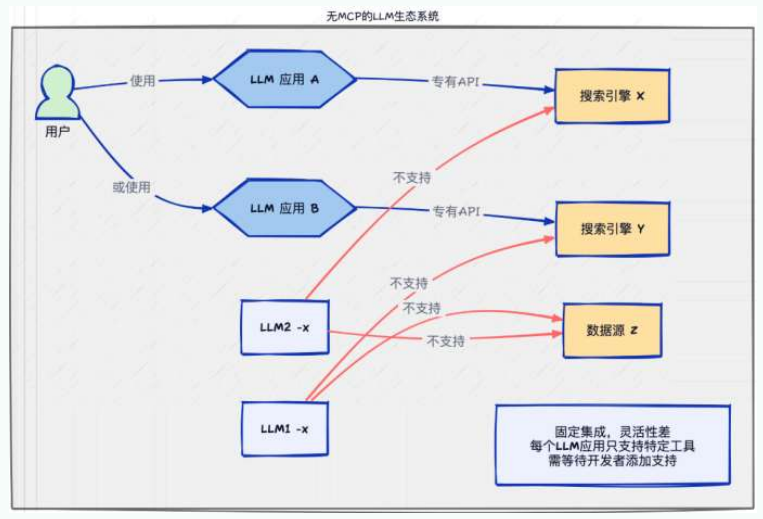 无MCP的LLM生态系统
使用
LLM 应用 A
专有API
搜索引擎 X
用户
或使用
不支持
LLM 应用 B
专有API
搜索引擎 Y
不支持
不支持
LLM2 -x
不支持
数据源 z
LLM1 -x
固定集成，灵活性差
每个LLM应用只支持特定工具
需等待开发者添加支持